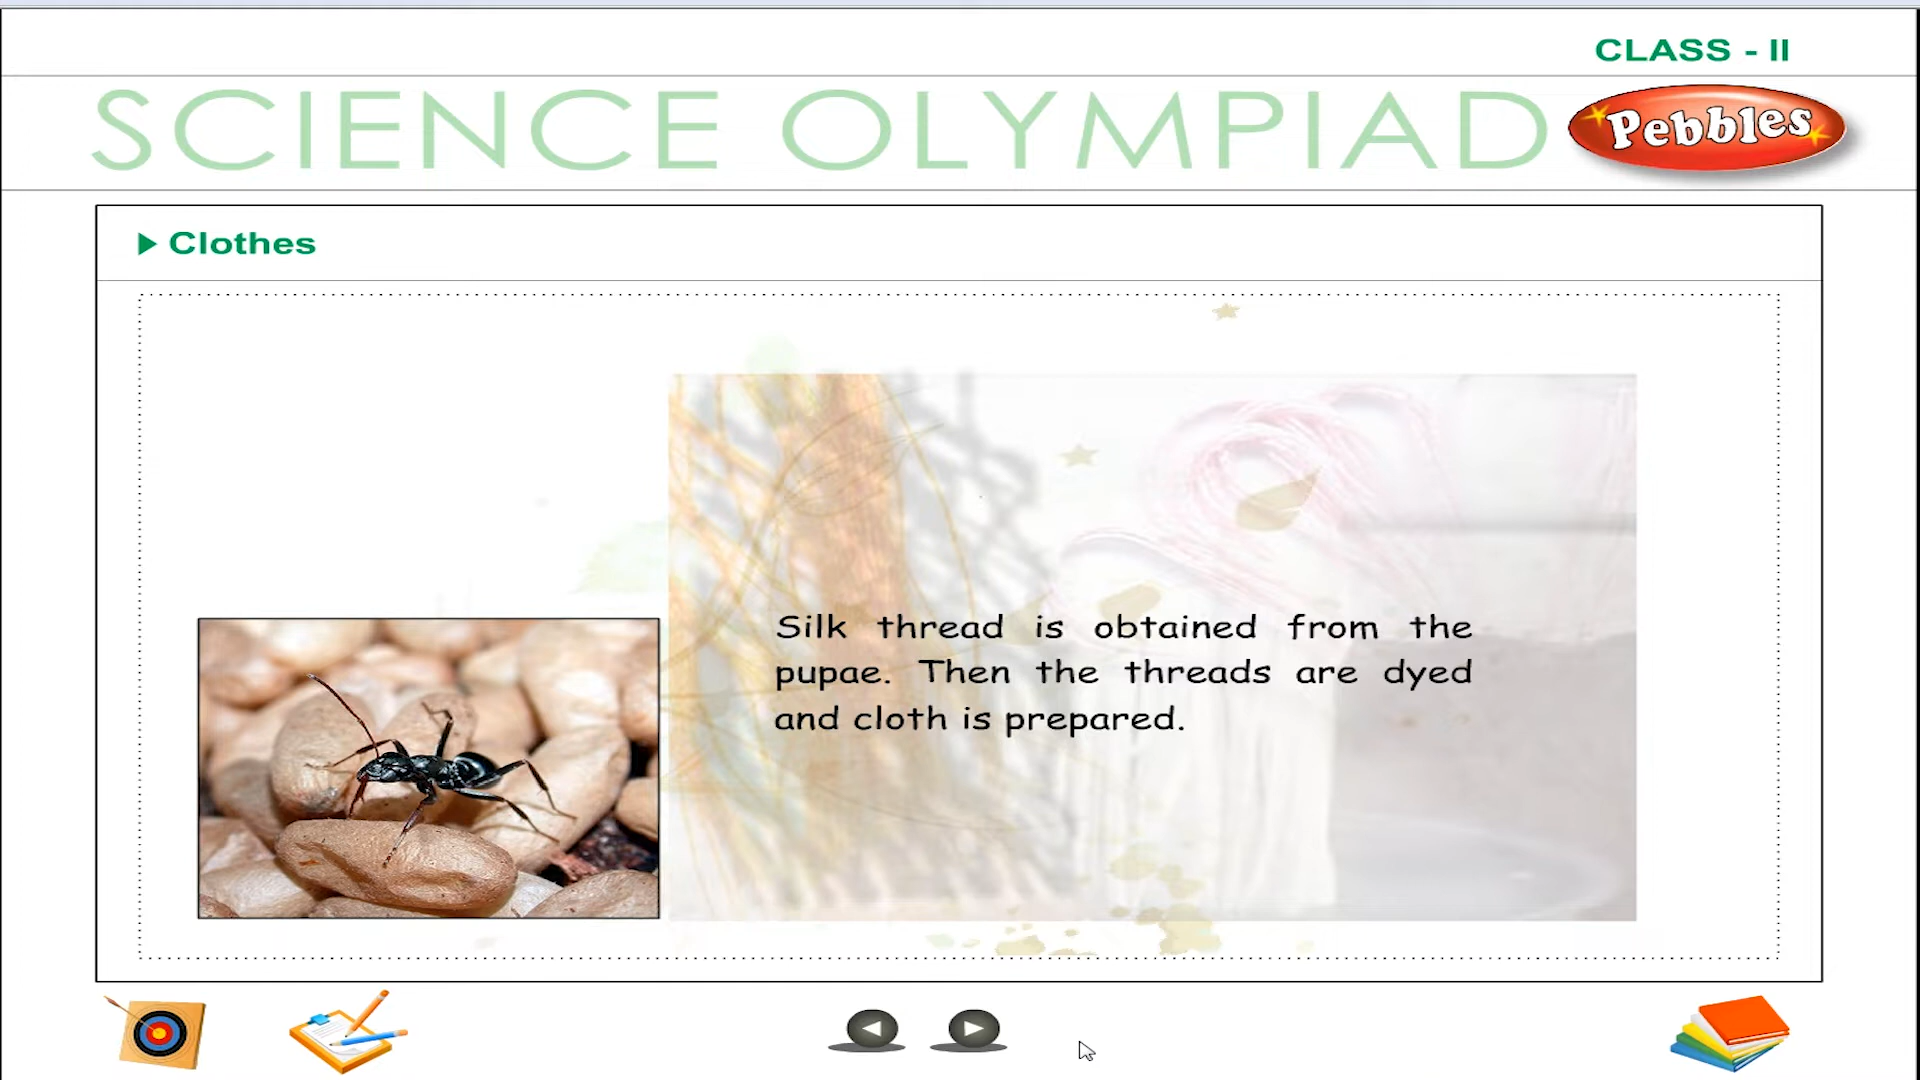 CLASS - II
SCIENCE OLYMPIAD
Pebbles
Clothes
Silk thread is obtained from the
pupae. Then the threads are dyed
and cloth is prepared.